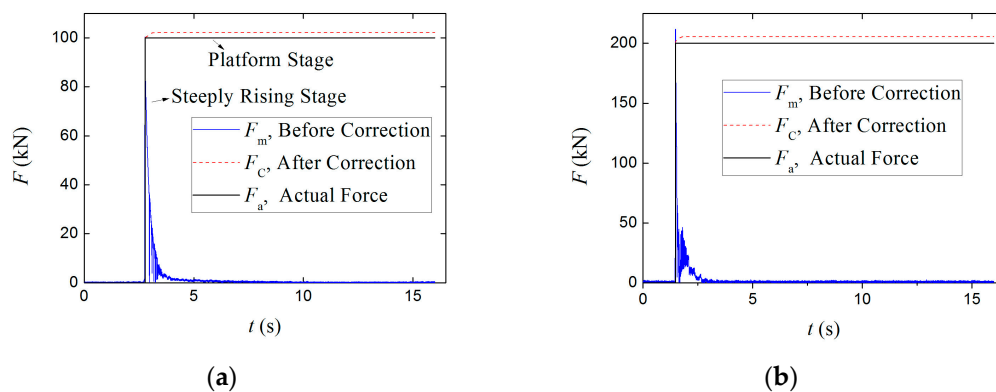 100
80
60
40
20
0
F (kN)
Platform Stage
Steeply Rising Stage
Fm, Before Correction
FC, After Correction
Fa, Actual Force
0 5 10 15
t (s)
(a)
200
150
100
50
0
F (kN)
Fm, Before Correction
FC, After Correction
Fa, Actual Force
0 5 10 15
t (s)
(b)